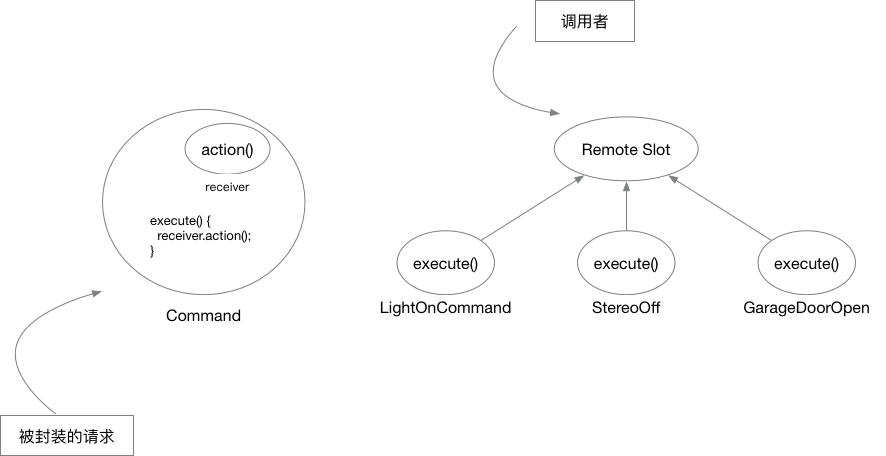 调用者
action()
receiver
execute() {
receiver.action();
}
Command
被封装的请求
Remote Slot
execute()
execute()
execute()
LightOnCommand
StereoOff
GarageDoorOpen